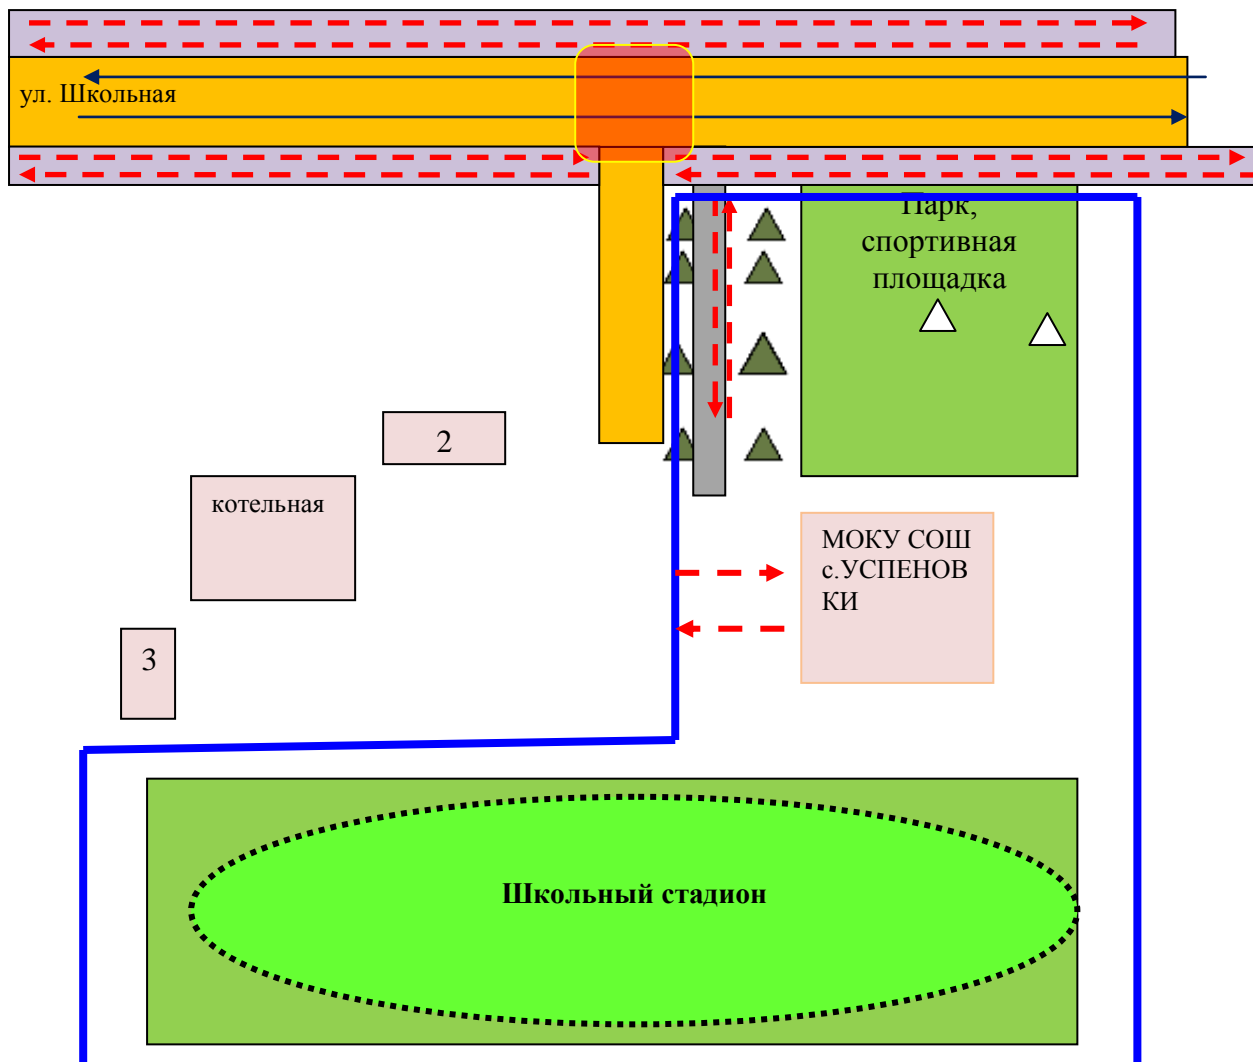 ул. Школьная
Парк,
спортивная
площадка
2
котельная
МОКУ СОШ
с.УСПЕНОВ
КИ
3
Школьный стадион